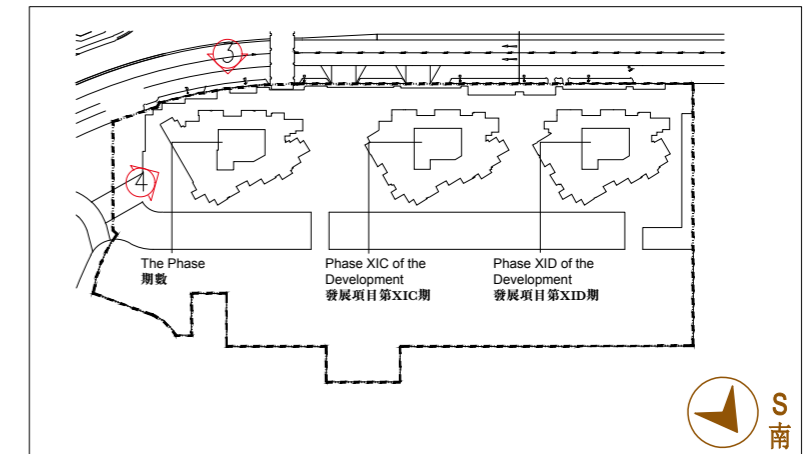 3
4
The Phase
期數
Phase XIC of the
Development
發展項目第XIC期
Phase XID of the
Development
發展項目第XID期
S
南